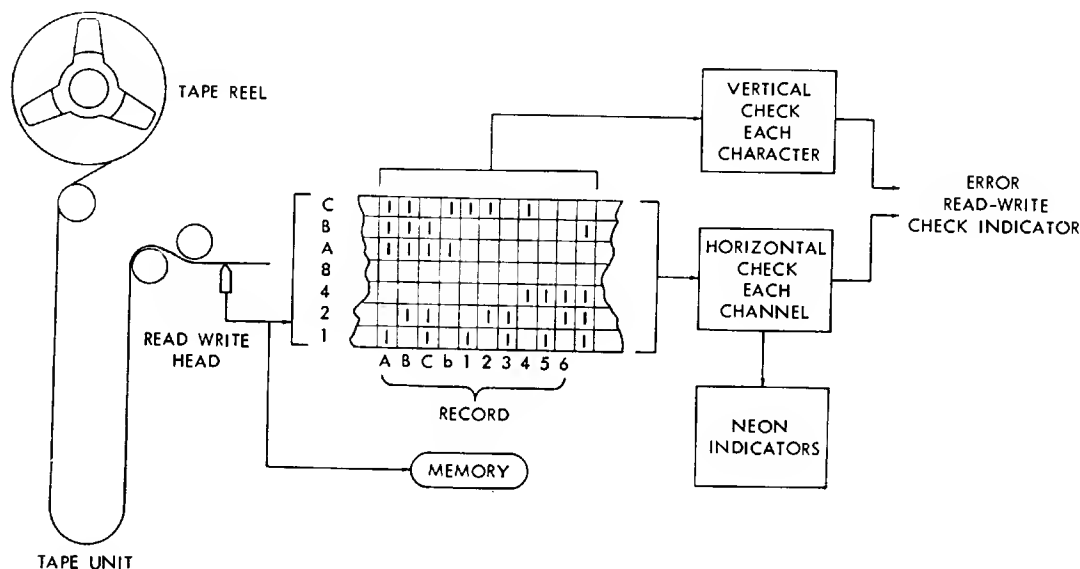 TAPE REEL
VERTICAL
CHECK
EACH
CHARACTER
ERROR
READ-WRITE
CHECK INDICATOR
HORIZONTAL
CHECK
EACH
CHANNEL
C
B
A
8
4
2
1
READ WRITE
HEAD
A B C b 1 2 3 4 5 6
RECORD
NEON
INDICATORS
MEMORY
TAPE UNIT